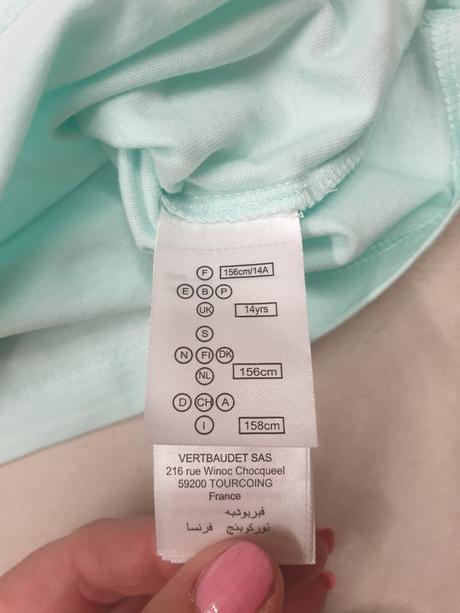 F 156cm/14A
E B P
UK 14yrs
S
N FI DK
NL 156cm
D CH A
I 158cm
VERTBAUDET SAS
216 rue Winoc Chocqueel
59200 TOURCOING
France
فيربوديه
توركوينج فرنسا